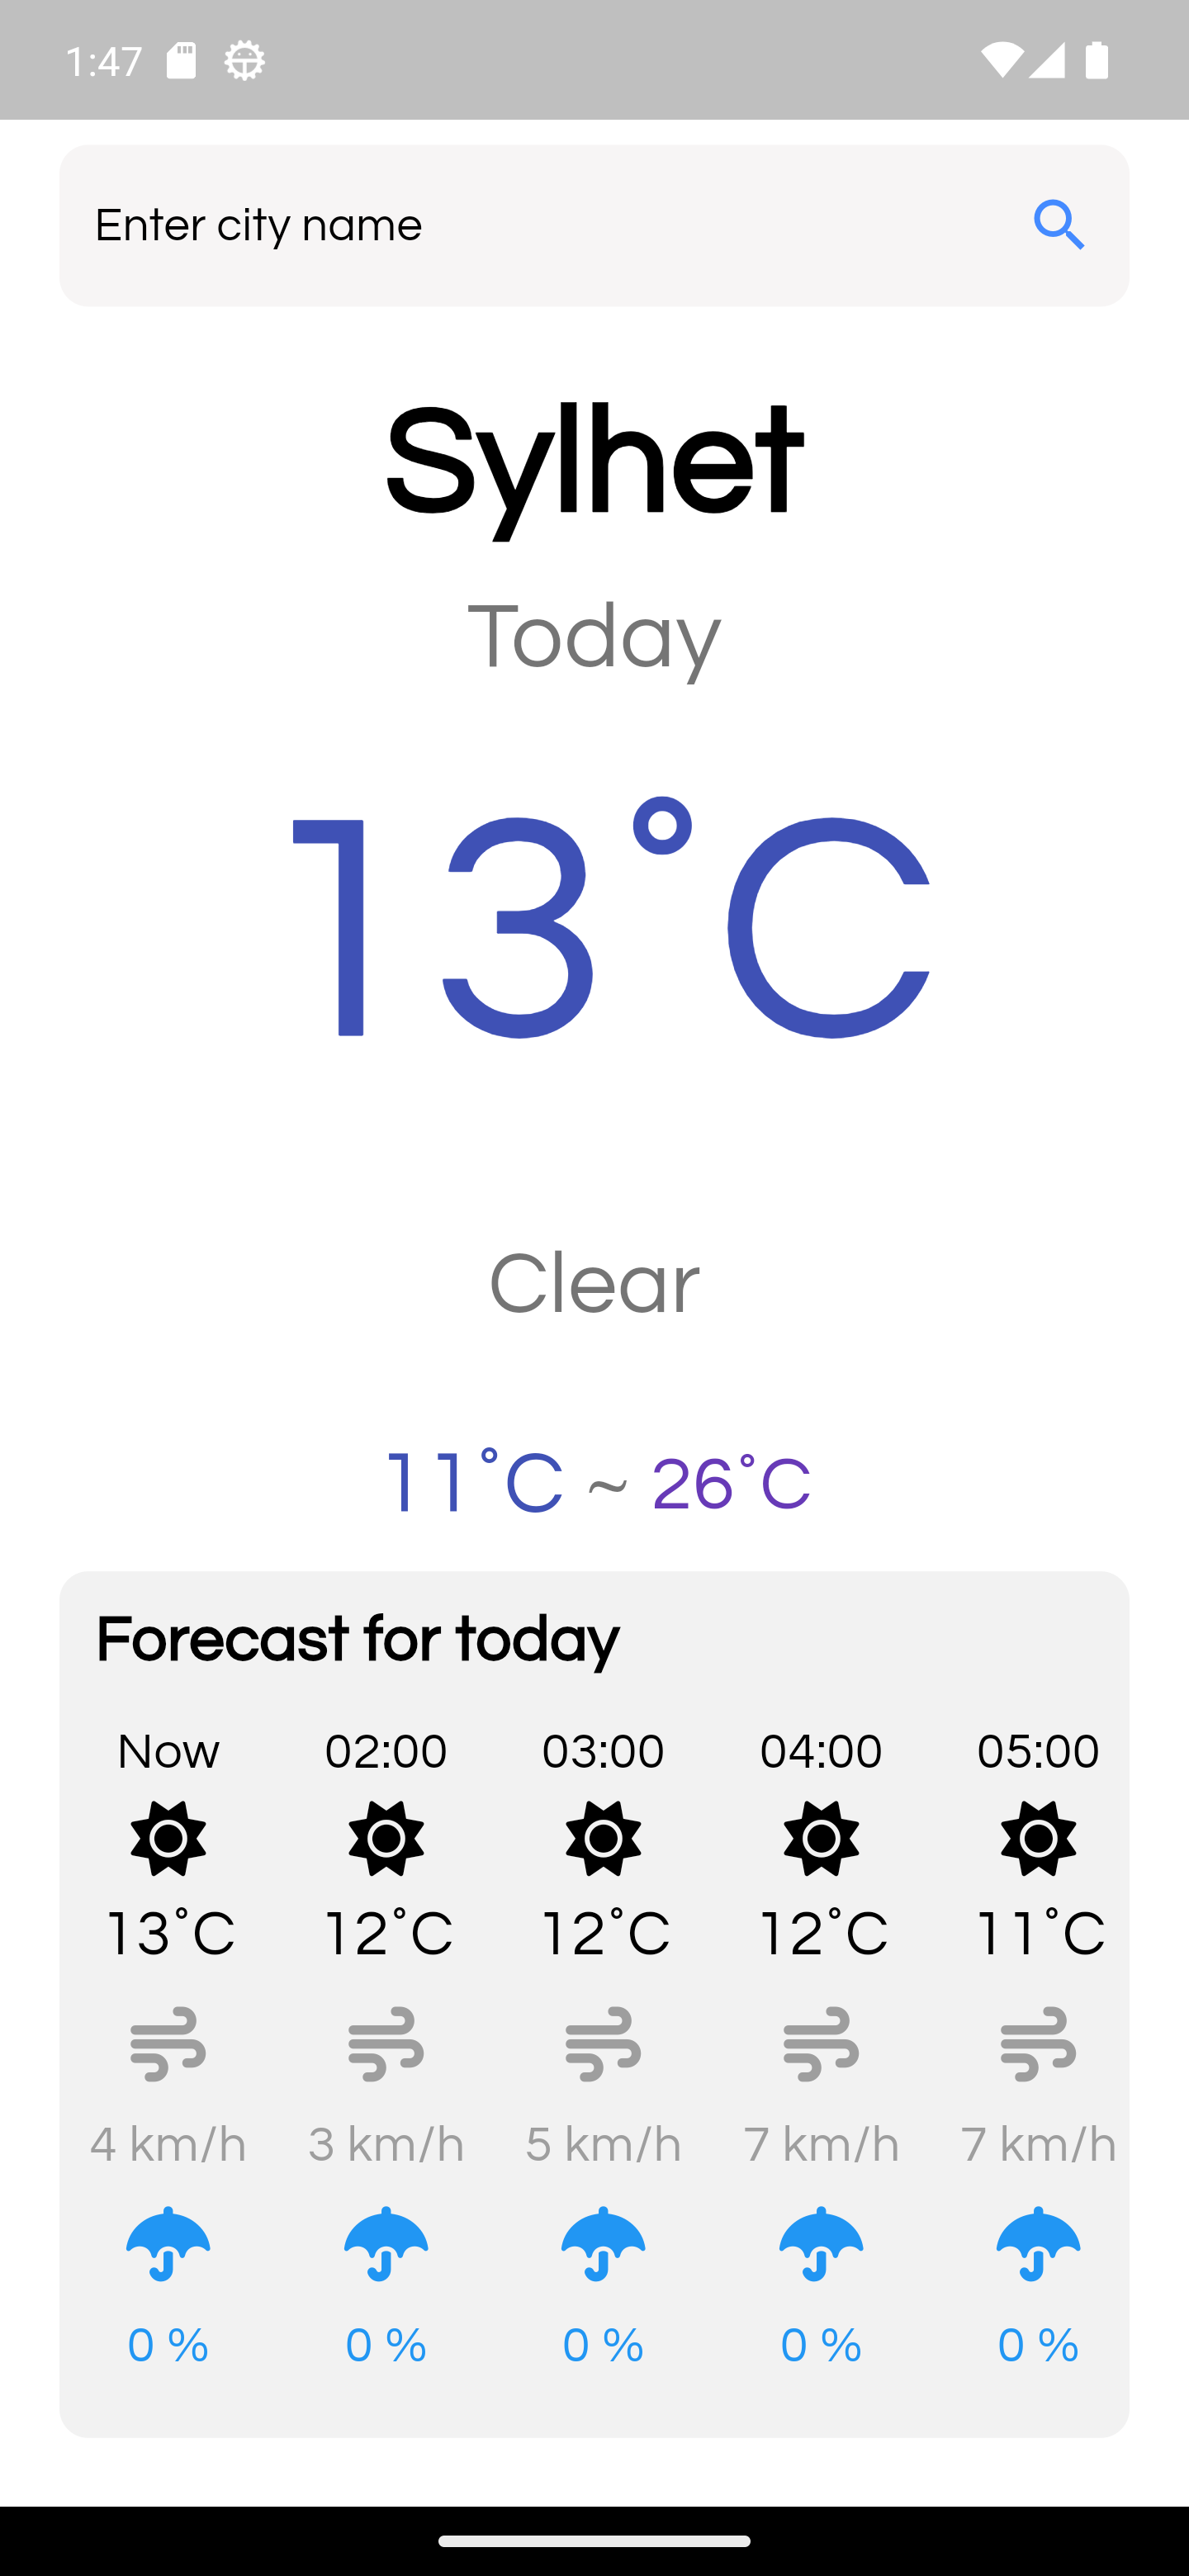 1:47
Enter city name
Sylhet
Today
13°C
Clear
11°C ~ 26°C
Forecast for today
Now 02:00 03:00 04:00 05:00
13°C 12°C 12°C 12°C 11°C
4 km/h 3 km/h 5 km/h 7 km/h 7 km/h
0 % 0 % 0 % 0 % 0 %